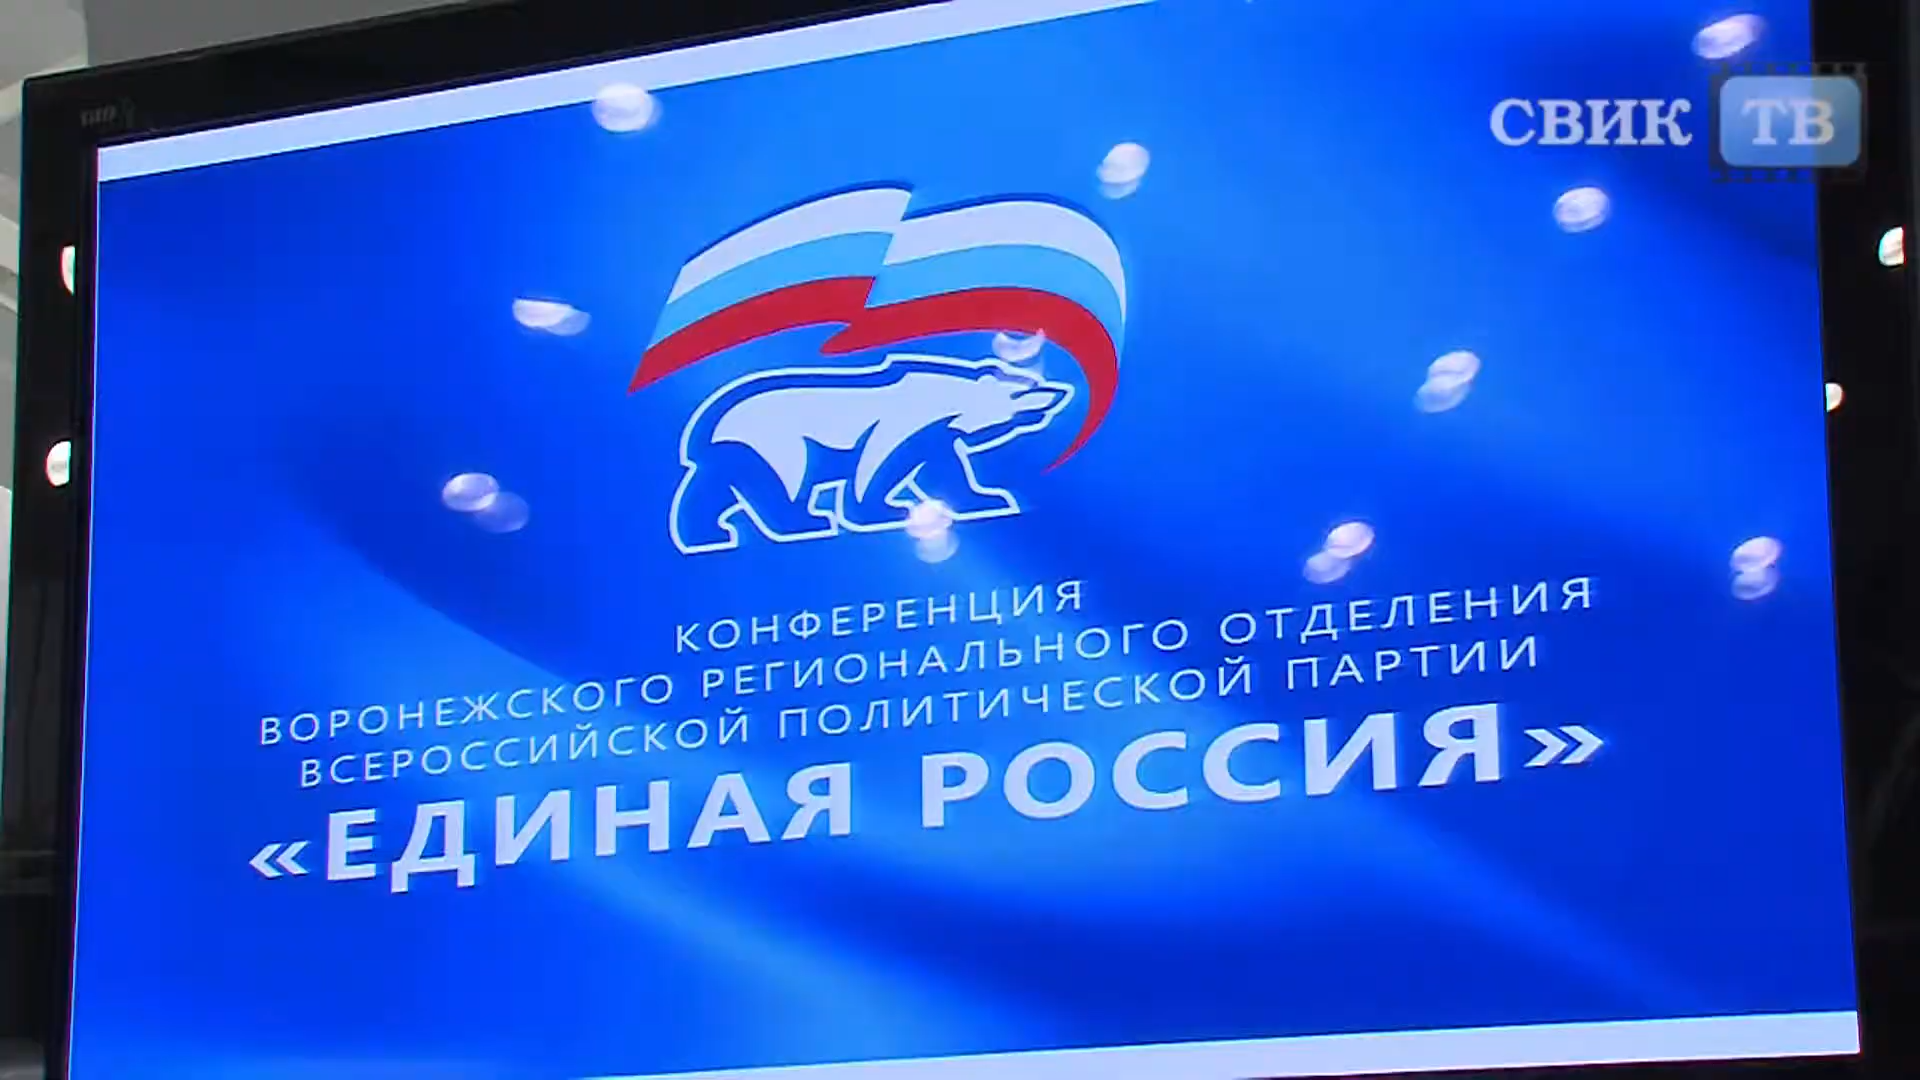 СВИК ТВ
КОНФЕРЕНЦИЯ
ВОРОНЕЖСКОГО РЕГИОНАЛЬНОГО ОТДЕЛЕНИЯ
ВСЕРОССИЙСКОЙ ПОЛИТИЧЕСКОЙ ПАРТИИ
«ЕДИНАЯ РОССИЯ»